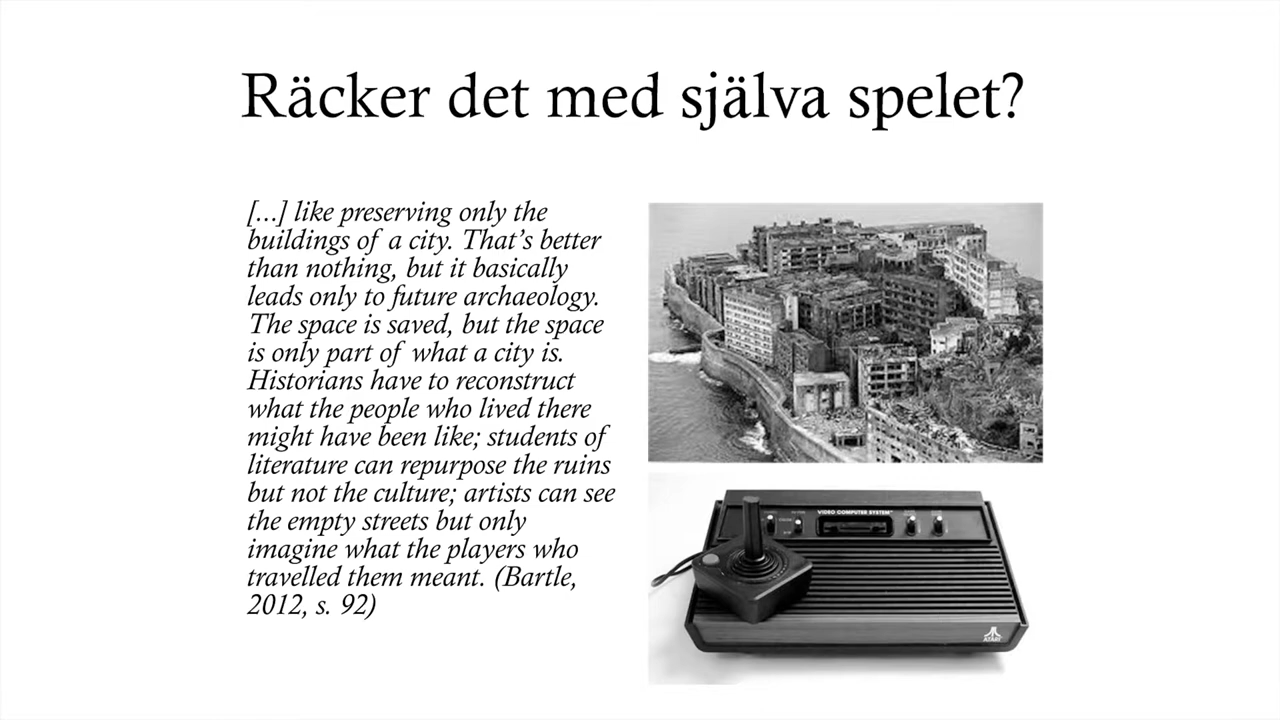 Räcker det med själva spelet?
[…] like preserving only the
buildings of a city. That’s better
than nothing, but it basically
leads only to future archaeology.
The space is saved, but the space
is only part of what a city is.
Historians have to reconstruct
what the people who lived there
might have been like; students of
literature can repurpose the ruins
but not the culture; artists can see
the empty streets but only
imagine what the players who
travelled them meant. (Bartle,
2012, s. 92)
VIDEO COMPUTER SYSTEM™
ATARI